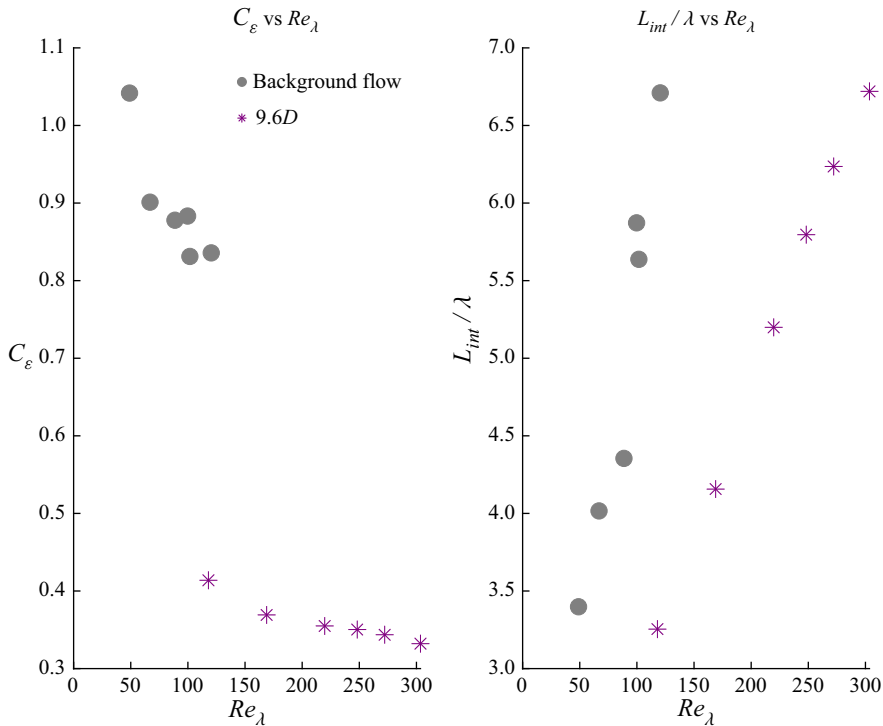 C_ε vs Re_λ
1.1
1.0
0.9
0.8
0.7
0.6
0.5
0.4
0.3
C_ε
Background flow
9.6D
0 50 100 150 200 250 300
Re_λ
L_int / λ vs Re_λ
7.0
6.5
6.0
5.5
5.0
4.5
4.0
3.5
3.0
L_int / λ
0 50 100 150 200 250 300
Re_λ